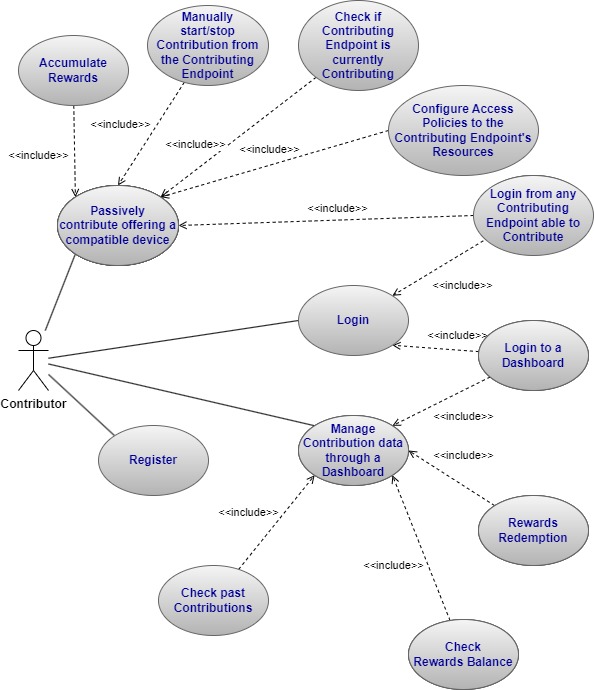 Manually
start/stop
Contribution from
the Contributing
Endpoint
Check if
Contributing
Endpoint is
currently
Contributing
Accumulate
Rewards
Configure Access
Policies to the
Contributing Endpoint's
Resources
<<include>>
<<include>>
<<include>>
<<include>>
Login from any
Contributing
Endpoint able to
Contribute
<<include>>
Passively
contribute offering a
compatible device
<<include>>
Login
<<include>>
Login to a
Dashboard
Contributor
<<include>>
Manage
Contribution data
through a
Dashboard
<<include>>
Register
<<include>>
Rewards
Redemption
<<include>>
Check past
Contributions
Check
Rewards Balance